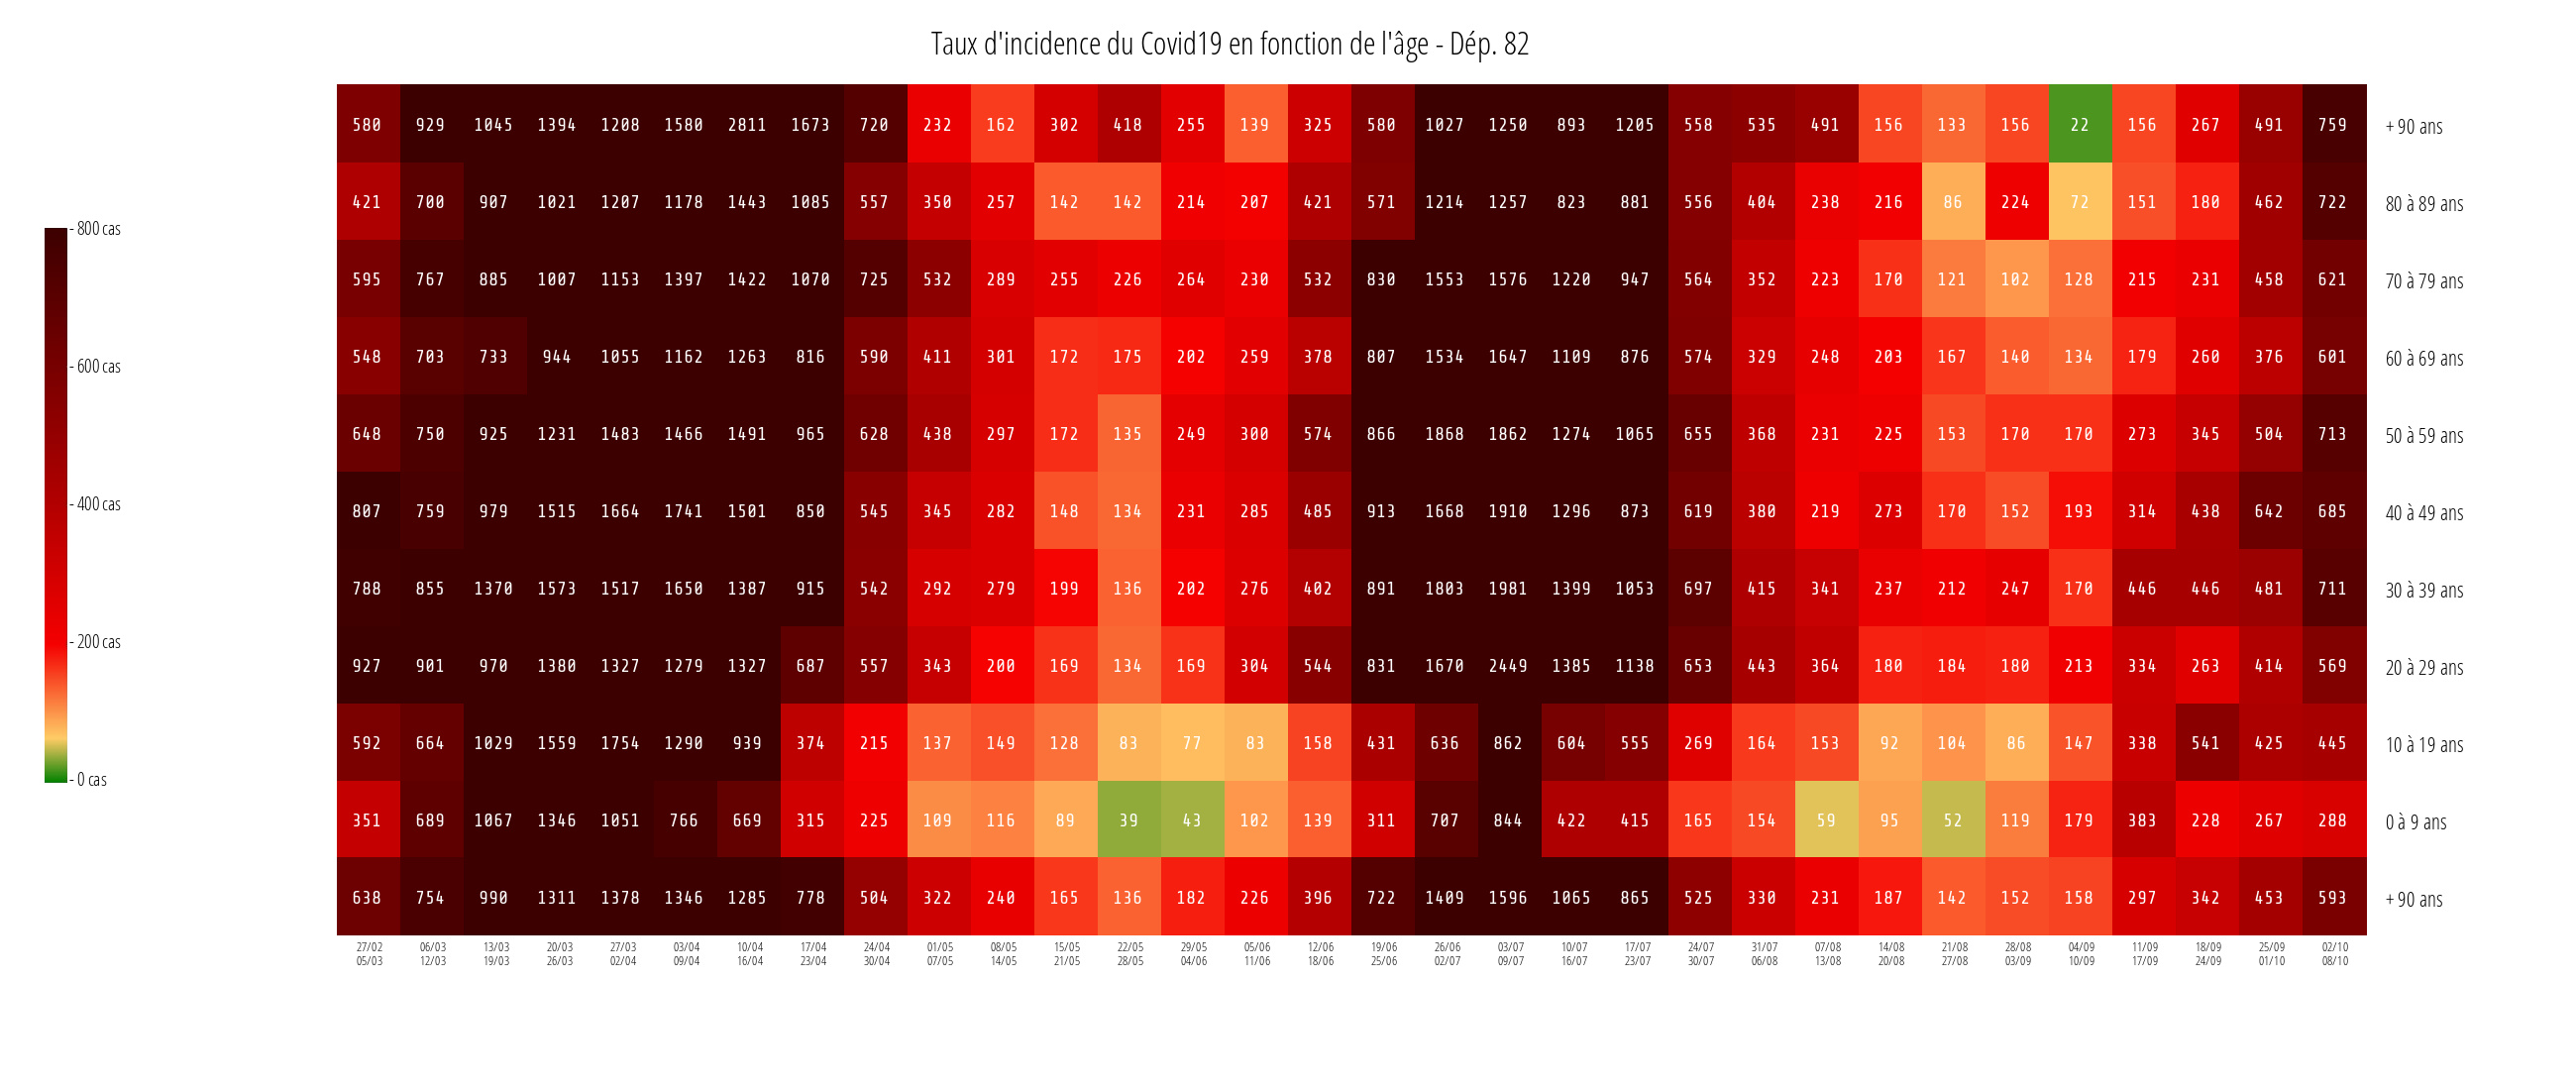 Taux d'incidence du Covid19 en fonction de l'âge - Dép. 82
- 800 cas
- 600 cas
- 400 cas
- 200 cas
- 0 cas
580 929 1045 1394 1208 1580 2811 1673 720 232 162 302 418 255 139 325 580 1027 1250 893 1205 558 535 491 156 133 156 22 156 267 491 759 + 90 ans
421 700 907 1021 1207 1178 1443 1085 557 350 257 142 142 214 207 421 571 1214 1257 823 881 556 404 238 216 86 224 72 151 180 462 722 80 à 89 ans
595 767 885 1007 1153 1397 1422 1070 725 532 289 255 226 264 230 532 830 1553 1576 1220 947 564 352 223 170 121 102 128 215 231 458 621 70 à 79 ans
548 703 733 944 1055 1162 1263 816 590 411 301 172 175 202 259 378 807 1534 1647 1109 876 574 329 248 203 167 140 134 179 260 376 601 60 à 69 ans
648 750 925 1231 1483 1466 1491 965 628 438 297 172 135 249 300 574 866 1868 1862 1274 1065 655 368 231 225 153 170 170 273 345 504 713 50 à 59 ans
807 759 979 1515 1664 1741 1501 850 545 345 282 148 134 231 285 485 913 1668 1910 1296 873 619 380 219 273 170 152 193 314 438 642 685 40 à 49 ans
788 855 1370 1573 1517 1650 1387 915 542 292 279 199 136 202 276 402 891 1803 1981 1399 1053 697 415 341 237 212 247 170 446 446 481 711 30 à 39 ans
927 901 970 1380 1327 1279 1327 687 557 343 200 169 134 169 304 544 831 1670 2449 1385 1138 653 443 364 180 184 180 213 334 263 414 569 20 à 29 ans
592 664 1029 1559 1754 1290 939 374 215 137 149 128 83 77 83 158 431 636 862 604 555 269 164 153 92 104 86 147 338 541 425 445 10 à 19 ans
351 689 1067 1346 1051 766 669 315 225 109 116 89 39 43 102 139 311 707 844 422 415 165 154 59 95 52 119 179 383 228 267 288 0 à 9 ans
638 754 990 1311 1378 1346 1285 778 504 322 240 165 136 182 226 396 722 1409 1596 1065 865 525 330 231 187 142 152 158 297 342 453 593 + 90 ans
27/02 06/03 13/03 20/03 27/03 03/04 10/04 17/04 24/04 01/05 08/05 15/05 22/05 29/05 05/06 12/06 19/06 26/06 03/07 10/07 17/07 24/07 31/07 07/08 14/08 21/08 28/08 04/09 11/09 18/09 25/09 02/10
05/03 12/03 19/03 26/03 02/04 09/04 16/04 23/04 30/04 07/05 14/05 21/05 28/05 04/06 11/06 18/06 25/06 02/07 09/07 16/07 23/07 30/07 06/08 13/08 20/08 27/08 03/09 10/09 17/09 24/09 01/10 08/10